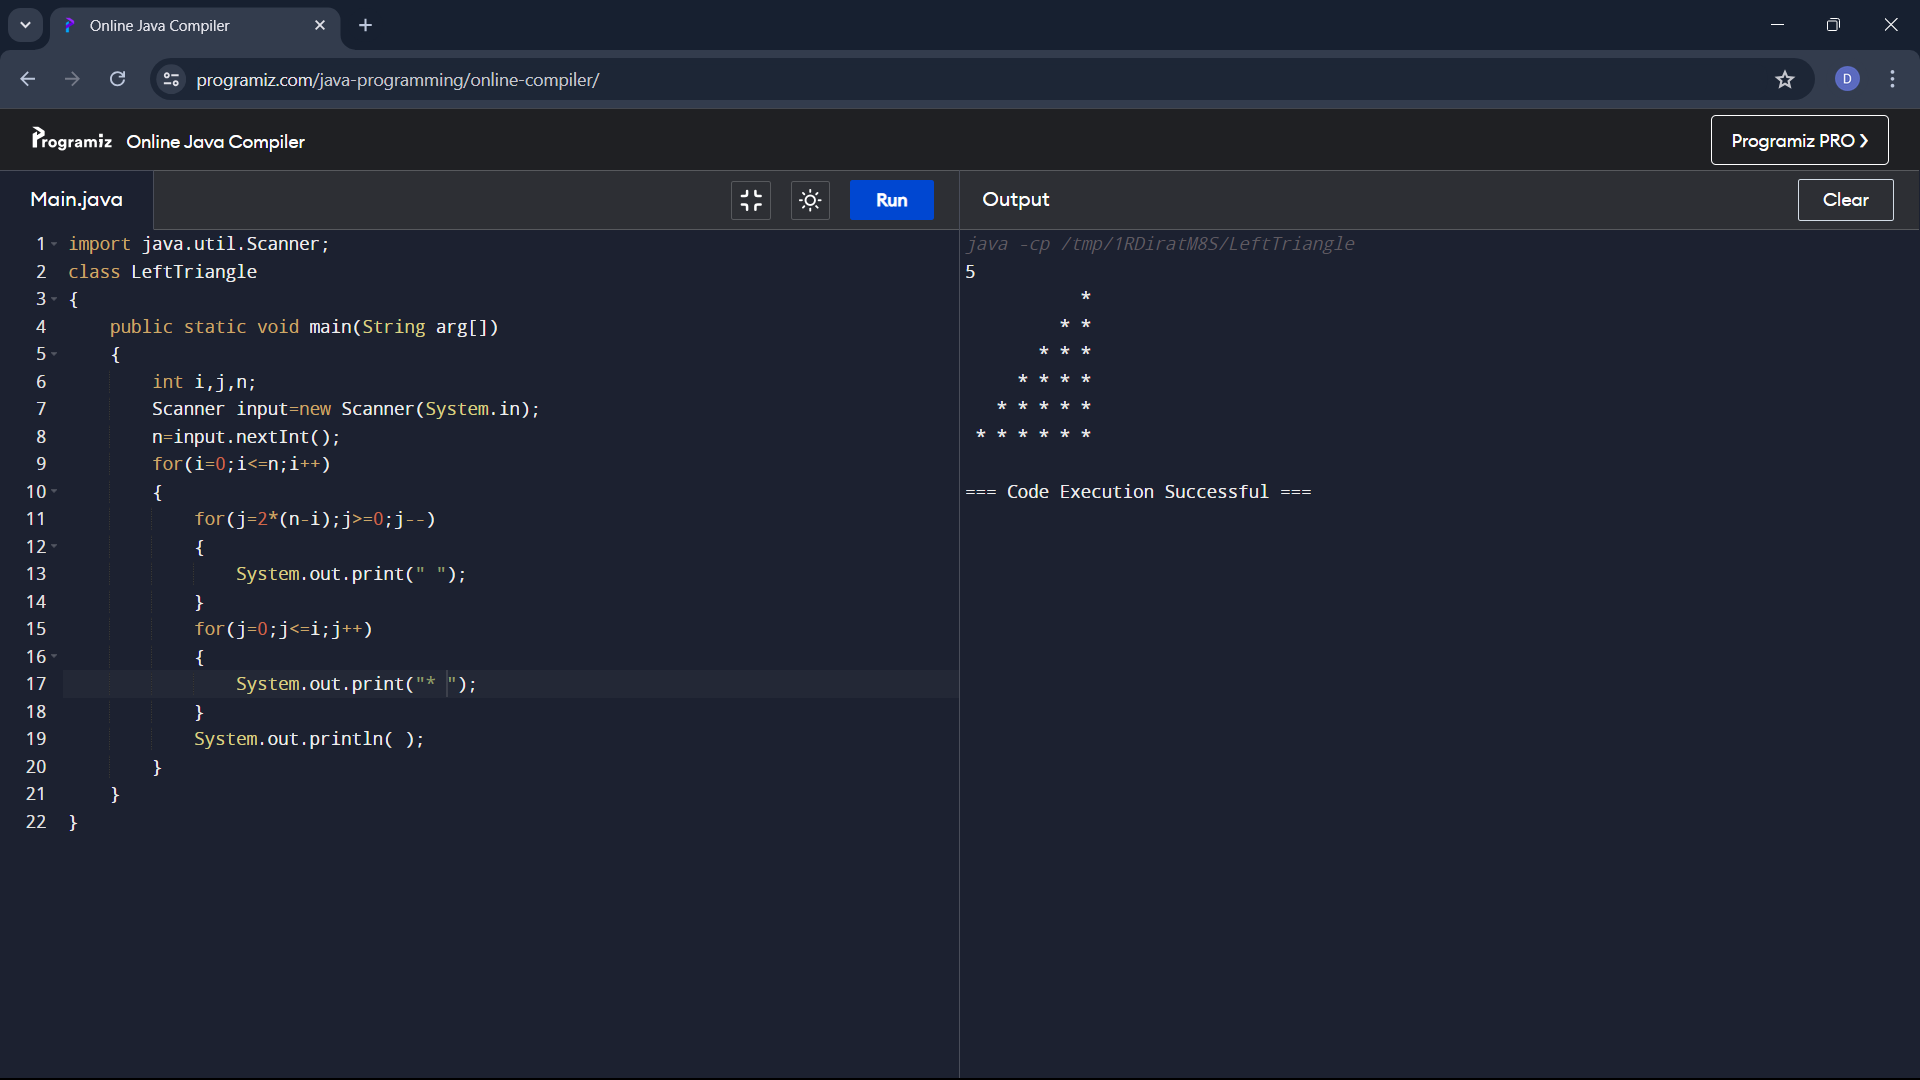 Online Java Compiler
programiz.com/java-programming/online-compiler/
D
Programiz Online Java Compiler
Programiz PRO
Main.java
Run
Output
Clear
1 import java.util.Scanner;
2 class LeftTriangle
3 {
4     public static void main(String arg[])
5     {
6         int i,j,n;
7         Scanner input=new Scanner(System.in);
8         n=input.nextInt();
9         for(i=0;i<=n;i++)
10         {
11             for(j=2*(n-i);j>=0;j--)
12             {
13                 System.out.print(" ");
14             }
15             for(j=0;j<=i;j++)
16             {
17                 System.out.print("* ");
18             }
19             System.out.println( );
20         }
21     }
22 }
java -cp /tmp/1RDiratM8S/LeftTriangle
5
           *
         * *
       * * *
     * * * *
   * * * * *
 * * * * * *
=== Code Execution Successful ===